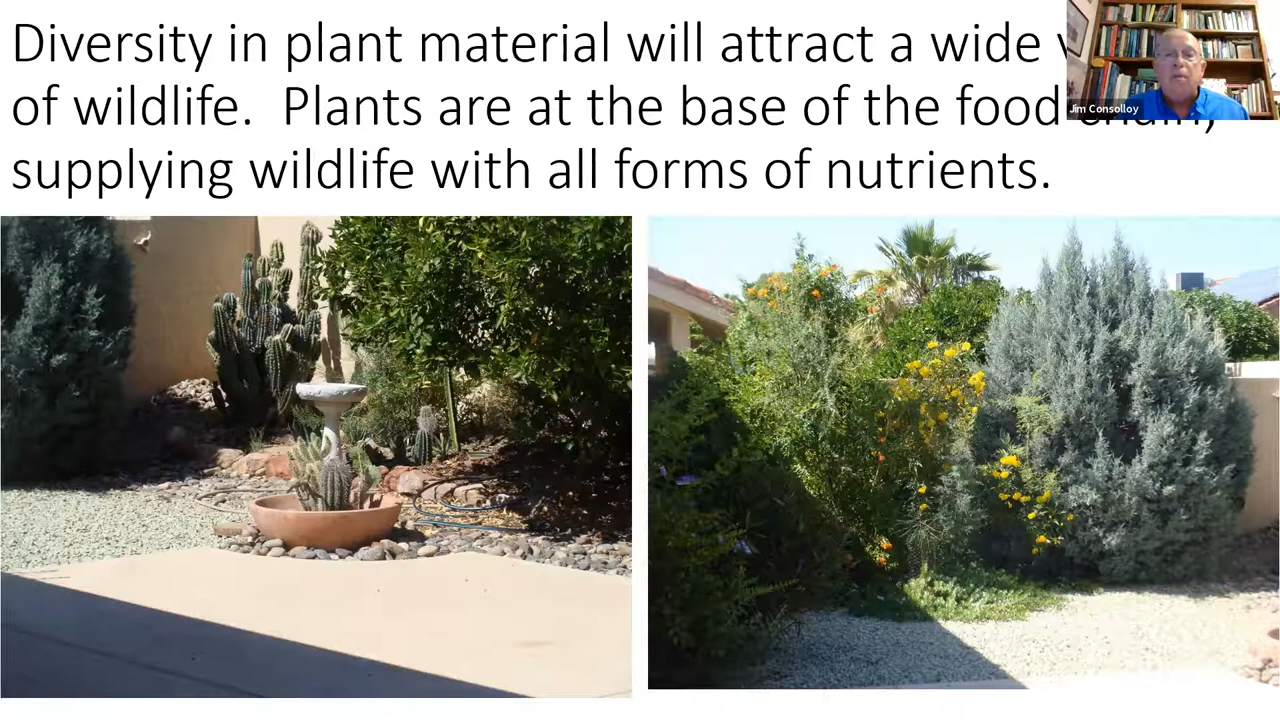 Diversity in plant material will attract a wide
of wildlife. Plants are at the base of the food chain,
supplying wildlife with all forms of nutrients.
Jim Consolloy